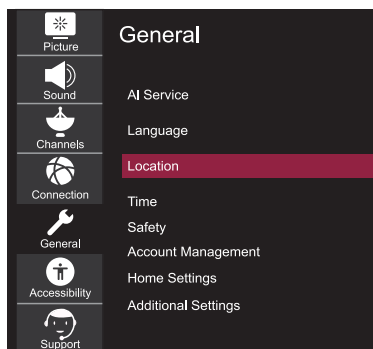 Picture
Sound
Channels
Connection
General
Accessibility
Support
General
AI Service
Language
Location
Time
Safety
Account Management
Home Settings
Additional Settings